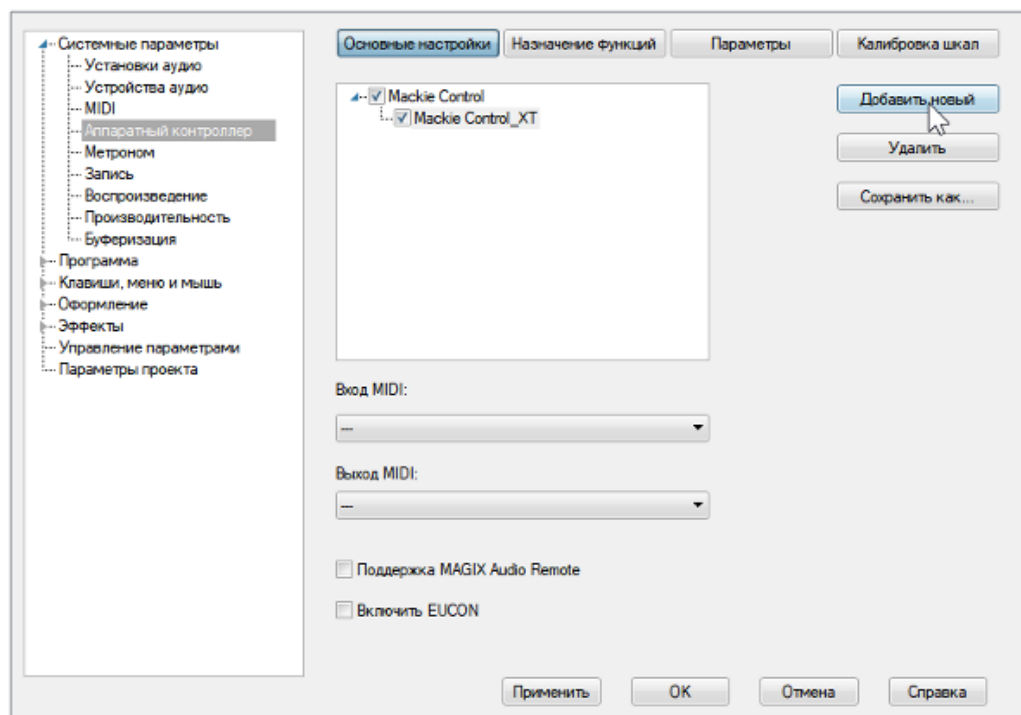 Системные параметры
Установки аудио
Устройства аудио
MIDI
Аппаратный контроллер
Метроном
Запись
Воспроизведение
Производительность
Буферизация
Программа
Клавиши, меню и мышь
Оформление
Эффекты
Управление параметрами
Параметры проекта
Основные настройки
Назначение функций
Параметры
Калибровка шкал
Mackie Control
Mackie Control_XT
Добавить новый
Удалить
Сохранить как...
Вход MIDI:
---
Выход MIDI:
---
Поддержка MAGIX Audio Remote
Включить EUCON
Применить
OK
Отмена
Справка